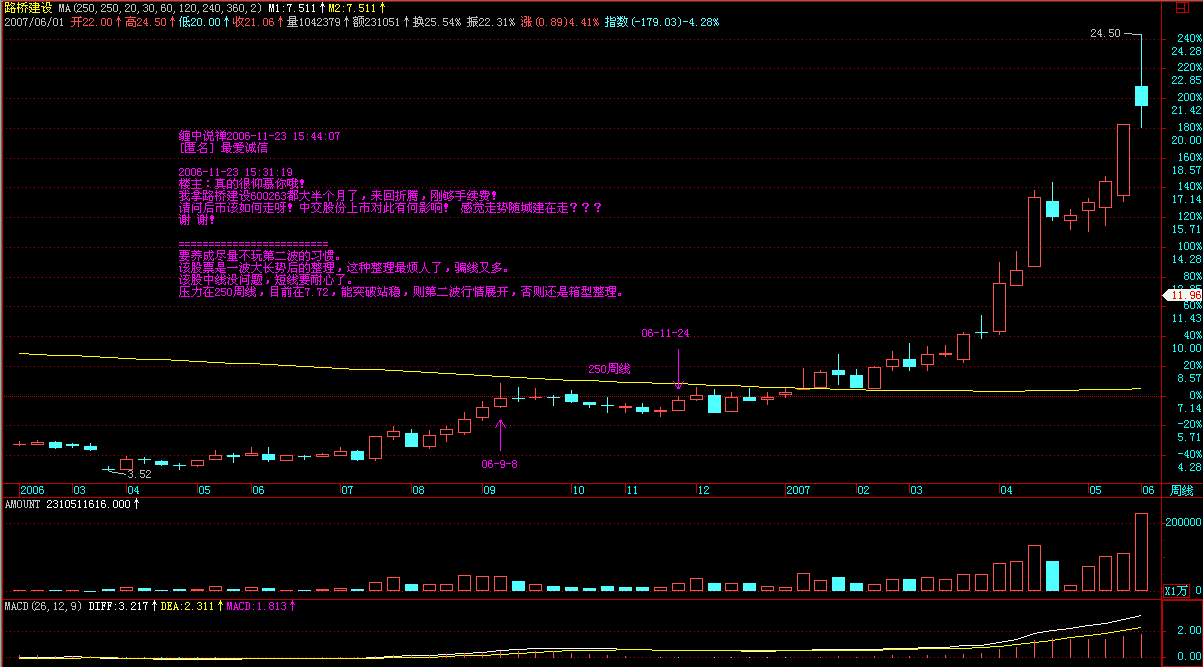 路桥建设 MA(250,250,20,30,60,120,240,360,2) M1:7.511↑M2:7.511↑
2007/06/01 开22.00↑高24.50↑低20.00↑收21.06↑量1042379↑额231051↑换25.54% 振22.31% 涨(0.89)4.41% 指数(-179.03)-4.28%
24.50
240%
24.28
220%
22.85
200%
21.42
180%
20.00
160%
18.57
140%
17.14
120%
15.71
100%
14.28
80%
11.96
60%
11.43
40%
10.00
20%
8.57
0%
7.14
-20%
5.71
-40%
4.28
缠中说禅2006-11-23 15:44:07
[匿名] 最爱诚信
2006-11-23 15:31:19
楼主：真的很仰慕你哦！
我拿路桥建设600263都大半个月了，来回折腾，刚够手续费！
请问后市该如何走呀！中交股份上市对此有何影响！ 感觉走势随城建在走？？？
谢 谢！
=========================
要养成尽量不玩第二波的习惯。
该股票是一波大长势后的整理，这种整理最烦人了，骗线又多。
该股中线没问题，短线要耐心了。
压力在250周线，目前在7.72，能突破站稳，则第二波行情展开，否则还是箱型整理。
06-11-24
250周线
06-9-8
3.52
2006 03 04 05 06 07 08 09 10 11 12 2007 02 03 04 05 06 周线
AMOUNT 2310511616.000↑
200000
X1万 0
MACD(26,12,9) DIFF:3.217↑DEA:2.311↑MACD:1.813↑
2.00
0.00